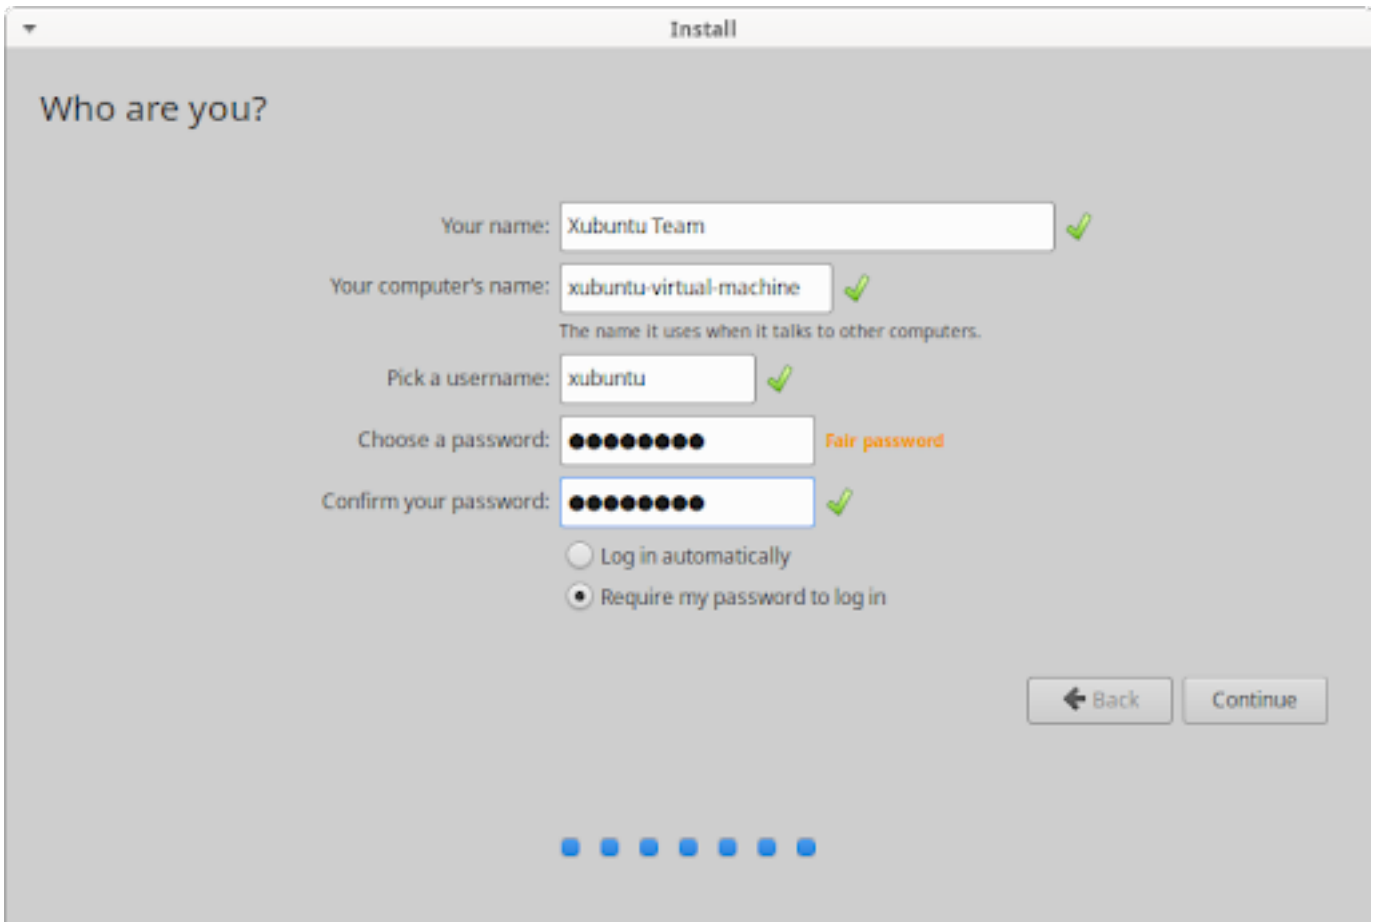 Install
Who are you?
Your name: Xubuntu Team
Your computer's name: xubuntu-virtual-machine
The name it uses when it talks to other computers.
Pick a username: xubuntu
Choose a password: ●●●●●●●● Fair password
Confirm your password: ●●●●●●●●
Log in automatically
Require my password to log in
Back Continue